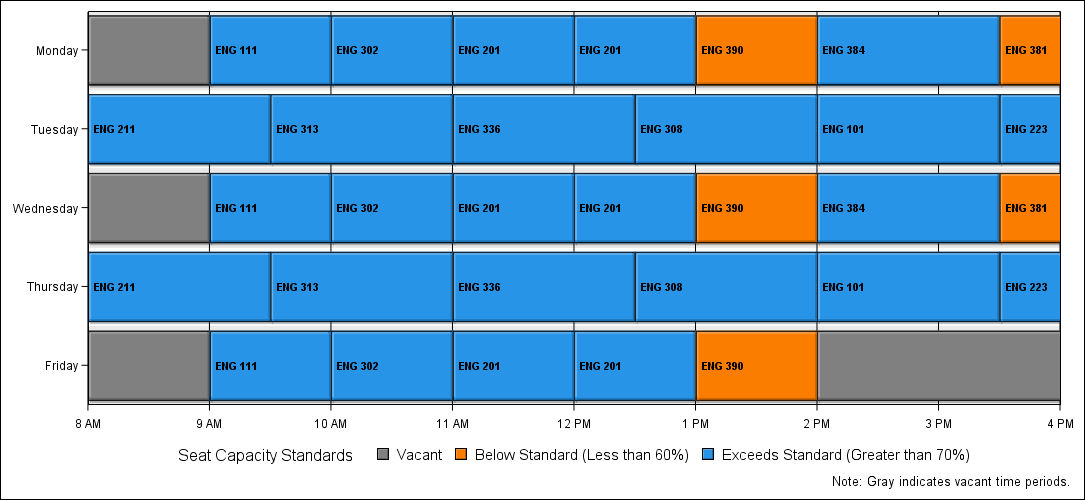 Monday
ENG 111 ENG 302 ENG 201 ENG 201 ENG 390 ENG 384 ENG 381
Tuesday
ENG 211 ENG 313 ENG 336 ENG 308 ENG 101 ENG 223
Wednesday
ENG 111 ENG 302 ENG 201 ENG 201 ENG 390 ENG 384 ENG 381
Thursday
ENG 211 ENG 313 ENG 336 ENG 308 ENG 101 ENG 223
Friday
ENG 111 ENG 302 ENG 201 ENG 201 ENG 390
8 AM 9 AM 10 AM 11 AM 12 PM 1 PM 2 PM 3 PM 4 PM
Seat Capacity Standards Vacant Below Standard (Less than 60%) Exceeds Standard (Greater than 70%)
Note: Gray indicates vacant time periods.